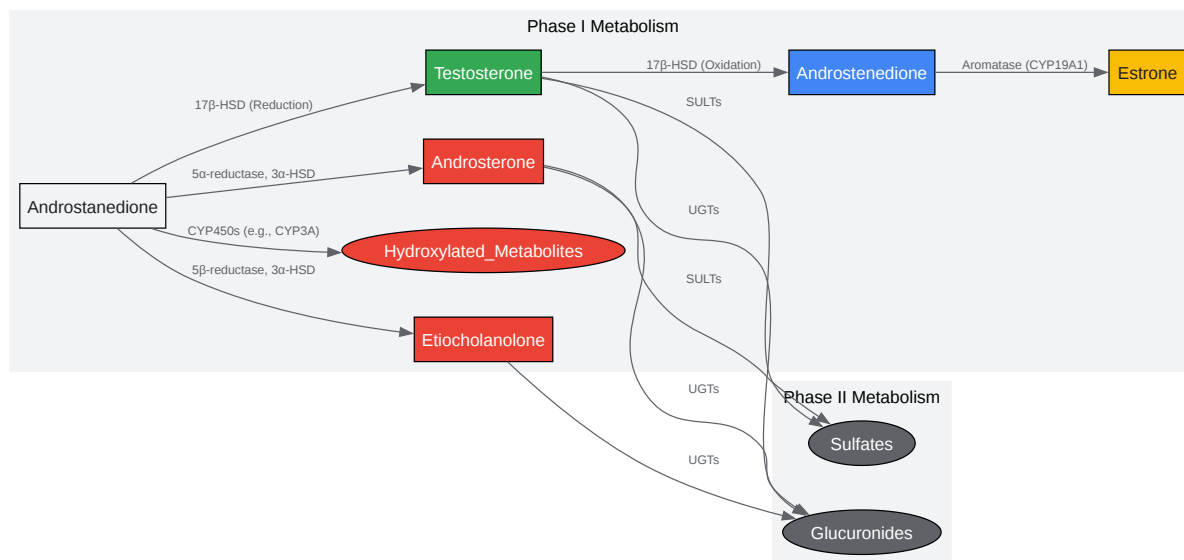 Phase I Metabolism
Testosterone
17β-HSD (Oxidation)
Androstenedione
Aromatase (CYP19A1)
Estrone
SULTs
17β-HSD (Reduction)
Androsterone
5α-reductase, 3α-HSD
Androstanedione
UGTs
CYP450s (e.g., CYP3A)
Hydroxylated_Metabolites
5β-reductase, 3α-HSD
SULTs
Etiocholanolone
UGTs
Phase II Metabolism
Sulfates
UGTs
Glucuronides